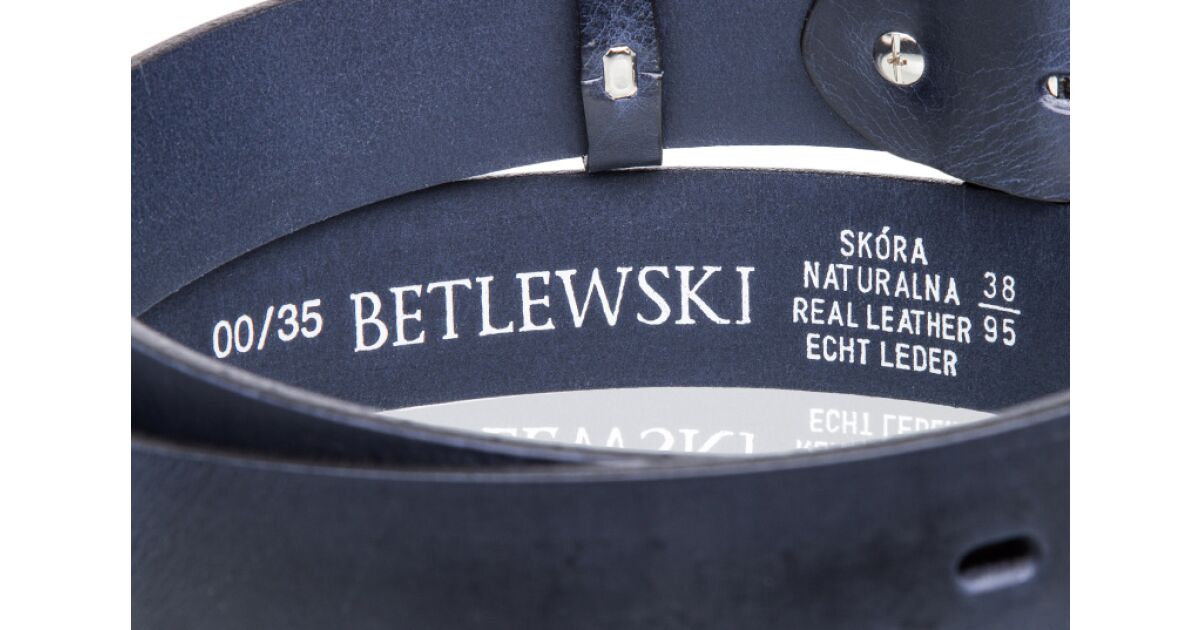 00/35 BETLEWSKI
SKÓRA
NATURALNA
REAL LEATHER
ECHT LEDER
38
95